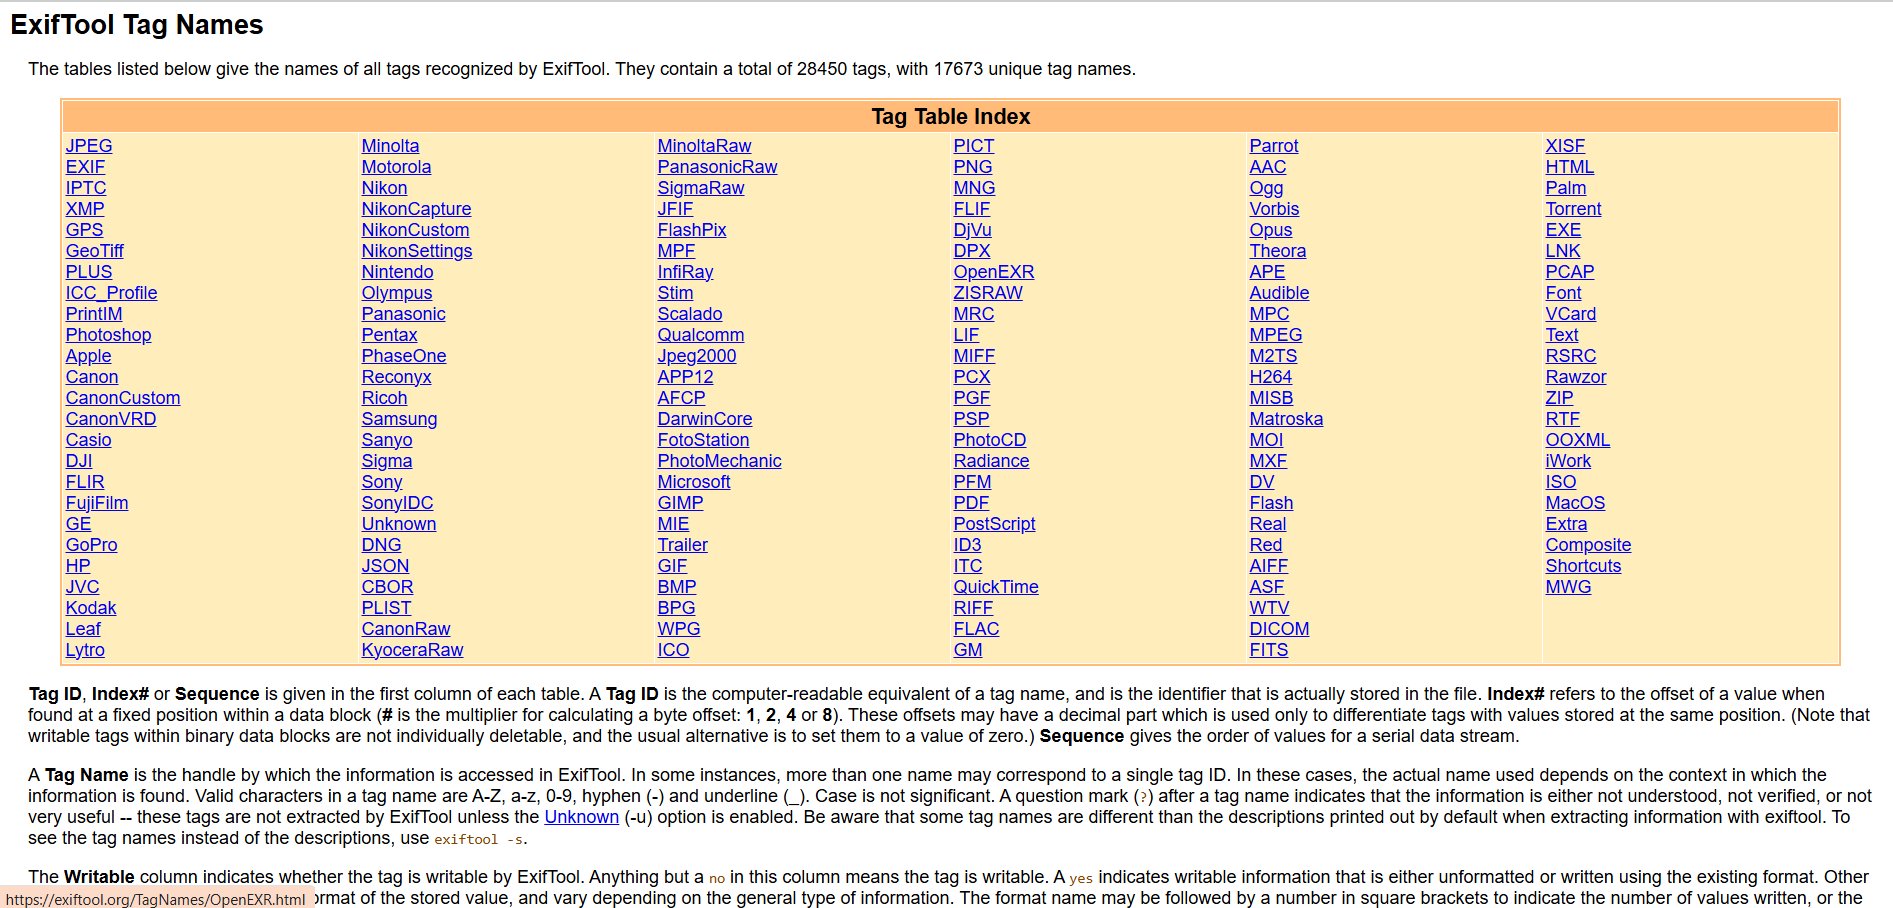 ExifTool Tag Names
The tables listed below give the names of all tags recognized by ExifTool. They contain a total of 28450 tags, with 17673 unique tag names.
Tag Table Index
JPEG
EXIF
IPTC
XMP
GPS
GeoTiff
PLUS
ICC_Profile
PrintIM
Photoshop
Apple
Canon
CanonCustom
CanonVRD
Casio
DJI
FLIR
FujiFilm
GE
GoPro
HP
JVC
Kodak
Leaf
Lytro
Minolta
Motorola
Nikon
NikonCapture
NikonCustom
NikonSettings
Nintendo
Olympus
Panasonic
Pentax
PhaseOne
Reconyx
Ricoh
Samsung
Sanyo
Sigma
Sony
SonyIDC
Unknown
DNG
JSON
CBOR
PLIST
CanonRaw
KyoceraRaw
MinoltaRaw
PanasonicRaw
SigmaRaw
JFIF
FlashPix
MPF
InfiRay
Stim
Scalado
Qualcomm
Jpeg2000
APP12
AFCP
DarwinCore
FotoStation
PhotoMechanic
Microsoft
GIMP
MIE
Trailer
GIF
BMP
BPG
WPG
ICO
PICT
PNG
MNG
FLIF
DjVu
DPX
OpenEXR
ZISRAW
MRC
LIF
MIFF
PCX
PGF
PSP
PhotoCD
Radiance
PFM
PDF
PostScript
ID3
ITC
QuickTime
RIFF
FLAC
GM
Parrot
AAC
Ogg
Vorbis
Opus
Theora
APE
Audible
MPC
MPEG
M2TS
H264
MISB
Matroska
MOI
MXF
DV
Flash
Real
Red
AIFF
ASF
WTV
DICOM
FITS
XISF
HTML
Palm
Torrent
EXE
LNK
PCAP
Font
VCard
Text
RSRC
Rawzor
ZIP
RTF
OOXML
iWork
ISO
MacOS
Extra
Composite
Shortcuts
MWG
Tag ID, Index# or Sequence is given in the first column of each table. A Tag ID is the computer-readable equivalent of a tag name, and is the identifier that is actually stored in the file. Index# refers to the offset of a value when
found at a fixed position within a data block (# is the multiplier for calculating a byte offset: 1, 2, 4 or 8). These offsets may have a decimal part which is used only to differentiate tags with values stored at the same position. (Note that
writable tags within binary data blocks are not individually deletable, and the usual alternative is to set them to a value of zero.) Sequence gives the order of values for a serial data stream.
A Tag Name is the handle by which the information is accessed in ExifTool. In some instances, more than one name may correspond to a single tag ID. In these cases, the actual name used depends on the context in which the
information is found. Valid characters in a tag name are A-Z, a-z, 0-9, hyphen (-) and underline (_). Case is not significant. A question mark (?) after a tag name indicates that the information is either not understood, not verified, or not
very useful -- these tags are not extracted by ExifTool unless the Unknown (-u) option is enabled. Be aware that some tag names are different than the descriptions printed out by default when extracting information with exiftool. To
see the tag names instead of the descriptions, use exiftool -s.
The Writable column indicates whether the tag is writable by ExifTool. Anything but a no in this column means the tag is writable. A yes indicates writable information that is either unformatted or written using the existing format. Other
https://exiftool.org/TagNames/OpenEXR.html
of the stored value, and vary depending on the general type of information. The format name may be followed by a number in square brackets to indicate the number of values written, or the